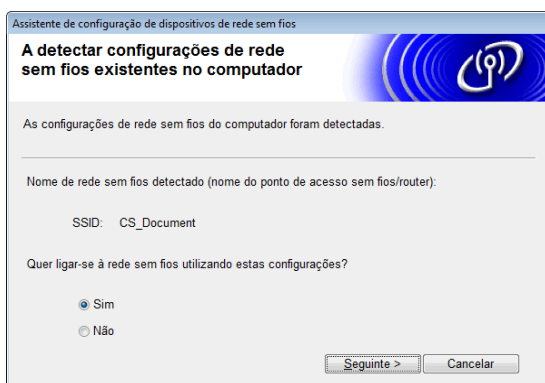 Assistente de configuração de dispositivos de rede sem fios
A detectar configurações de rede
sem fios existentes no computador
As configurações de rede sem fios do computador foram detectadas.
Nome de rede sem fios detectado (nome do ponto de acesso sem fios/router):
SSID: CS_Document
Quer ligar-se à rede sem fios utilizando estas configurações?
Sim
Não
Seguinte > Cancelar